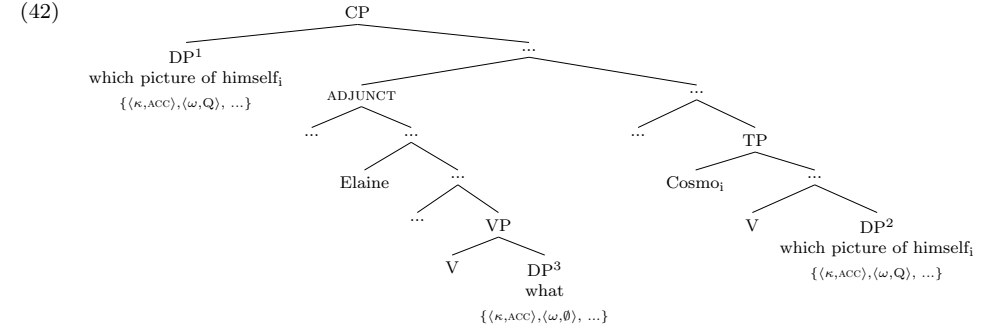 (42)
CP
DP¹
which picture of himselfᵢ
{⟨κ,ACC⟩,⟨ω,Q⟩, ...}
...
ADJUNCT
...
...
...
...
TP
Elaine
...
Cosmoᵢ
...
...
VP
V
DP²
which picture of himselfᵢ
{⟨κ,ACC⟩,⟨ω,Q⟩, ...}
V
DP³
what
{⟨κ,ACC⟩,⟨ω,∅⟩, ...}